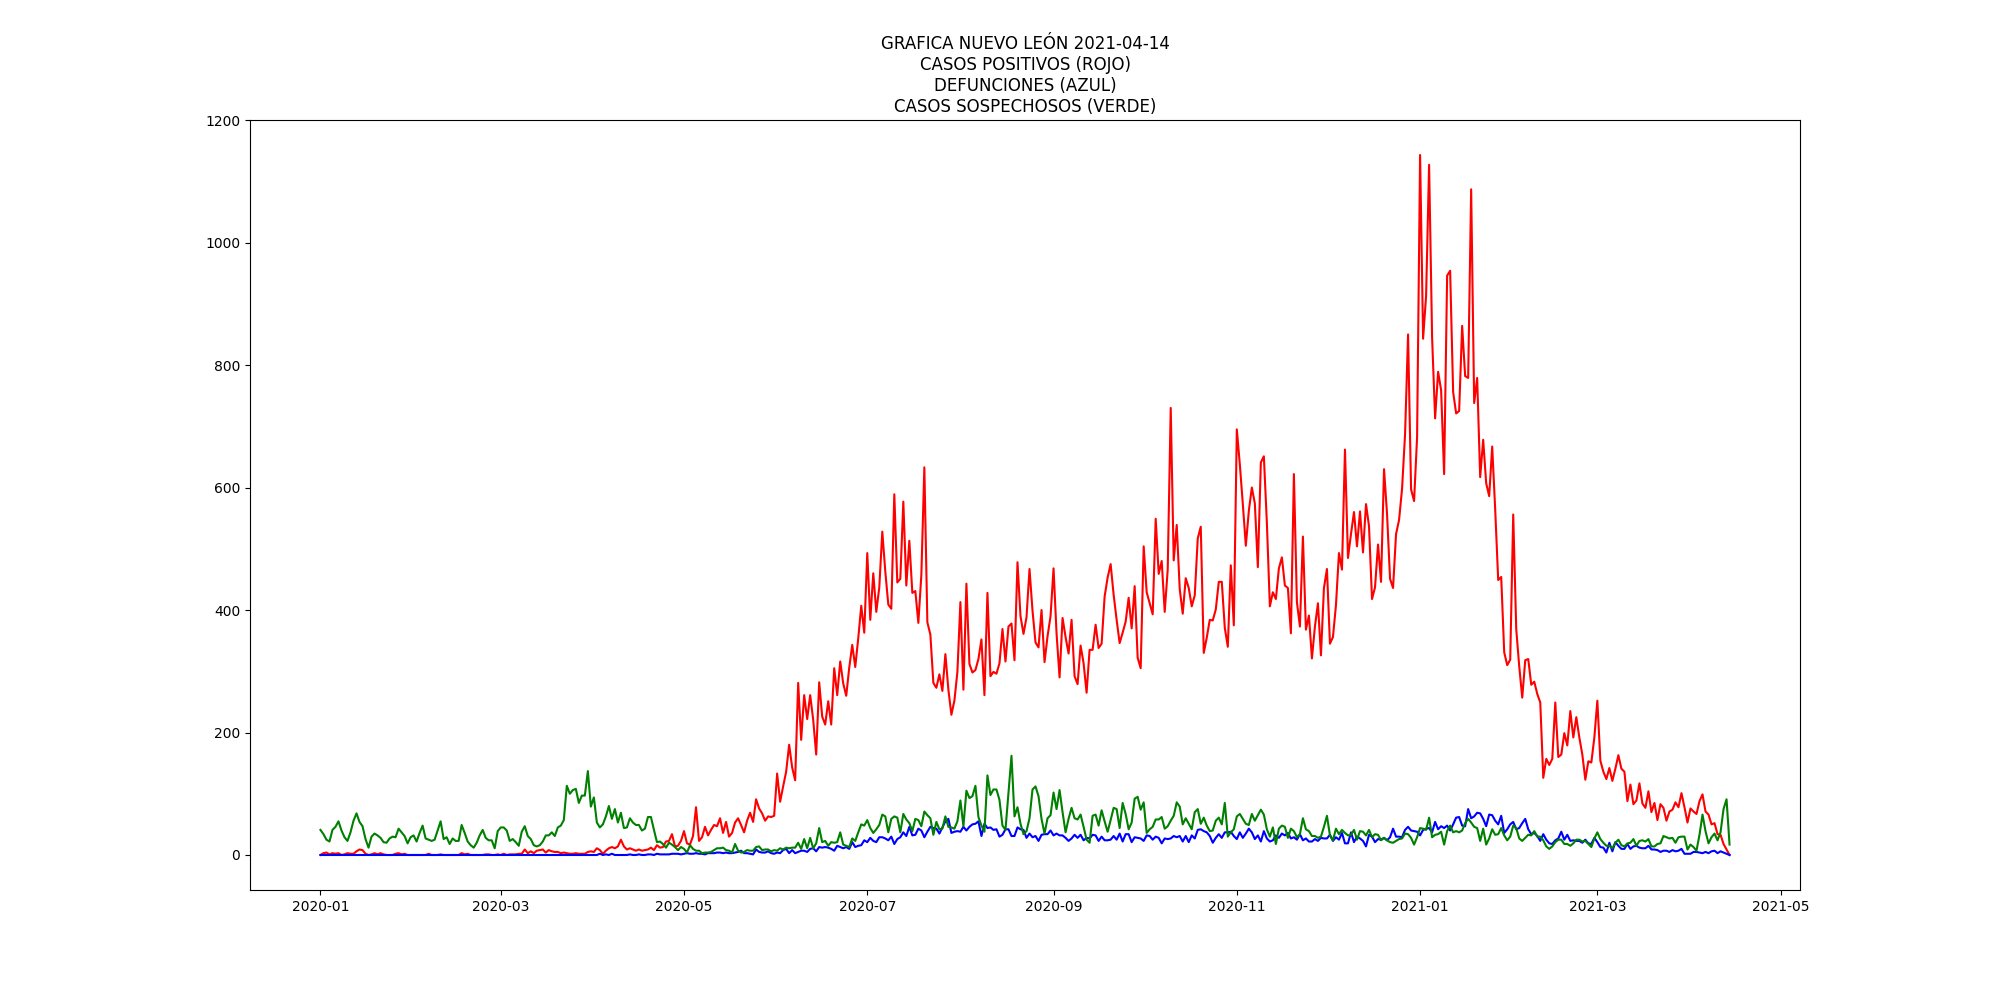 GRAFICA NUEVO LEÓN 2021-04-14
CASOS POSITIVOS (ROJO)
DEFUNCIONES (AZUL)
CASOS SOSPECHOSOS (VERDE)
1200
1000
800
600
400
200
0
2020-01 2020-03 2020-05 2020-07 2020-09 2020-11 2021-01 2021-03 2021-05